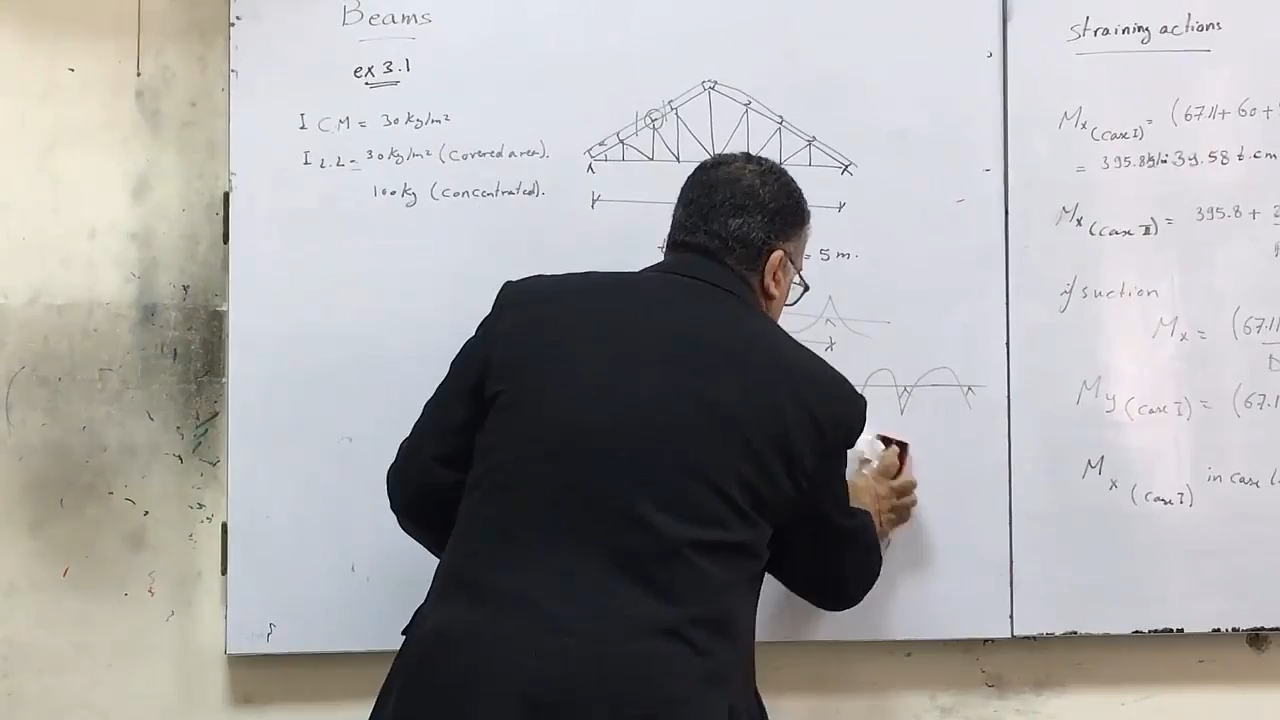 Beams
ex 3.1
I C.M = 30 kg/m²
I L.L = 30 kg/m² (Covered area).
100 kg (Concentrated).
= 5 m.
straining actions
Mx (Case I) = (67.11 + 60 +
= 395.8 39.58 t.cm
Mx (Case II) = 395.8 +
if suction
Mx = (67.11
My (Case I) = (67.1
Mx (Case I) in case